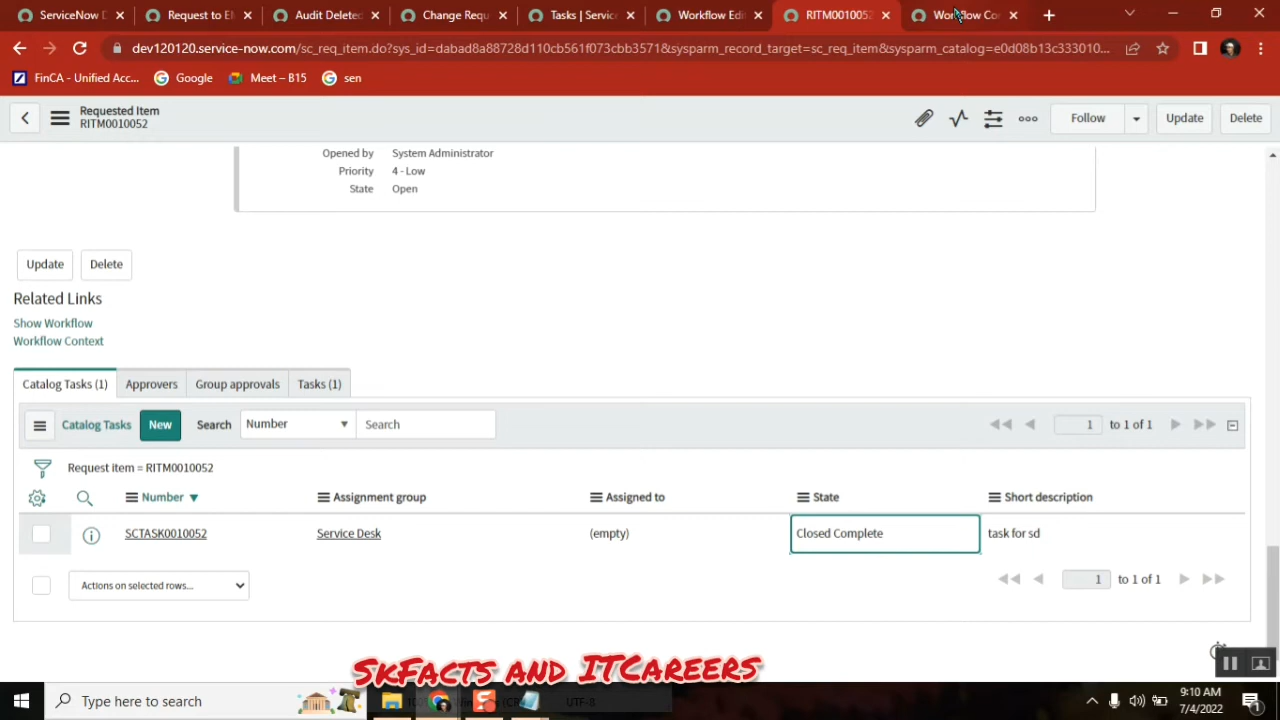 ServiceNow D
Request to El
Audit Deleted
Change Requ
Tasks | Servic
Workflow Edi
RITM0010052
Workflow Con
dev120120.service-now.com/sc_req_item.do?sys_id=dabad8a88728d110cb561f073cbb3571&sysparm_record_target=sc_req_item&sysparm_catalog=e0d08b13c333010...
FinCA - Unified Acc...
Google
Meet – B15
sen
Requested Item
RITM0010052
Follow
Update
Delete
Opened by System Administrator
Priority 4 - Low
State Open
Update Delete
Related Links
Show Workflow
Workflow Context
Catalog Tasks (1) Approvers Group approvals Tasks (1)
Catalog Tasks New Search Number Search 1 to 1 of 1
Request item = RITM0010052
Number Assignment group Assigned to State Short description
SCTASK0010052 Service Desk (empty) Closed Complete task for sd
Actions on selected rows... 1 to 1 of 1
SkFacts and ITCareers
Type here to search
UTF-8
9:10 AM
7/4/2022